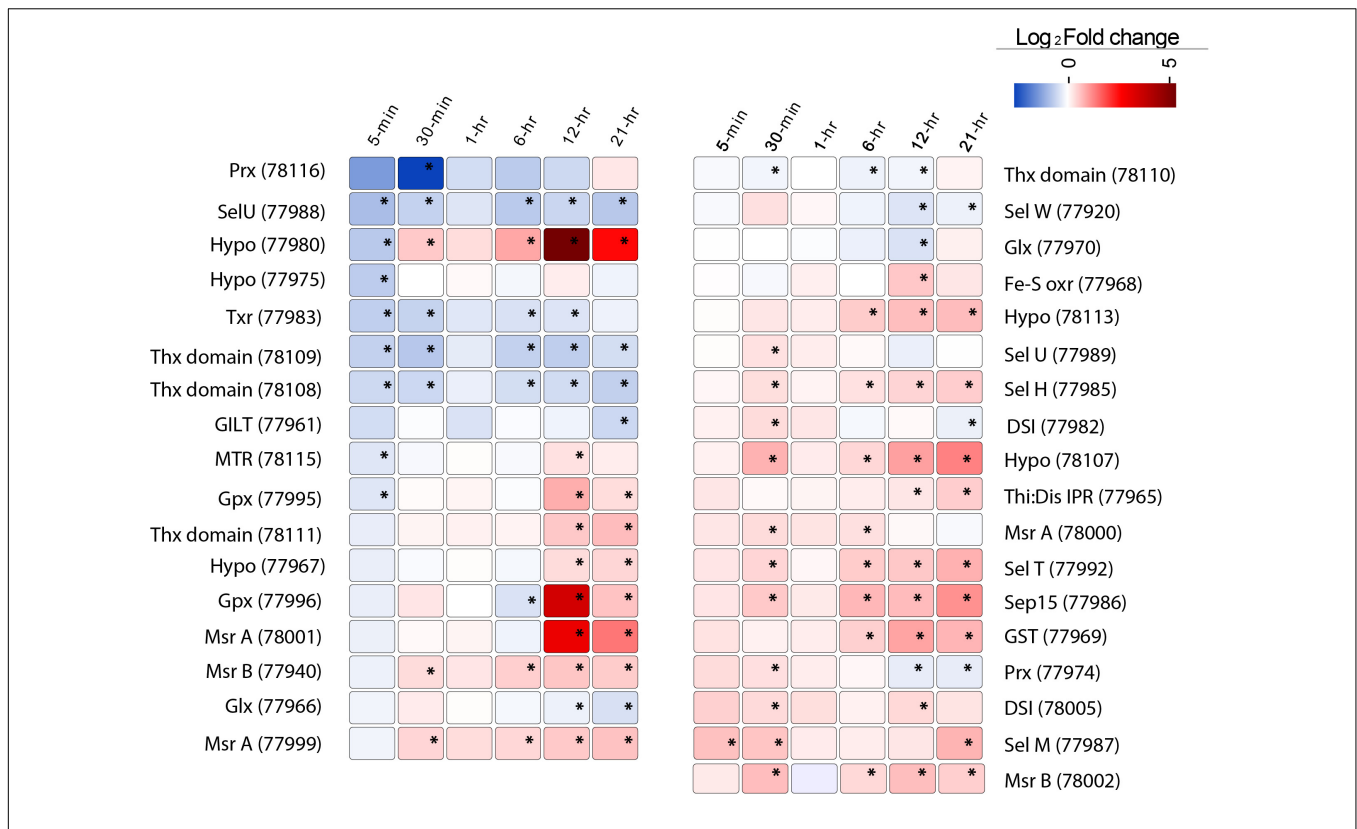 Log 2 Fold change
0 5
5-min 30-min 1-hr 6-hr 12-hr 21-hr
5-min 30-min 1-hr 6-hr 12-hr 21-hr
Prx (78116) *
SelU (77988) * * * * *
Hypo (77980) * * * * *
Hypo (77975) *
Txr (77983) * * * *
Thx domain (78109) * * * * *
Thx domain (78108) * * * * *
GILT (77961) *
MTR (78115) * *
Gpx (77995) * * *
Thx domain (78111) * *
Hypo (77967) * *
Gpx (77996) * * *
Msr A (78001) * *
Msr B (77940) * * * *
Glx (77966) * *
Msr A (77999) * * * *
* * * Thx domain (78110)
* * Sel W (77920)
* Glx (77970)
* Fe-S oxr (77968)
* * * Hypo (78113)
* Sel U (77989)
* * * * Sel H (77985)
* * DSI (77982)
* * * * Hypo (78107)
* * Thi:Dis IPR (77965)
* * Msr A (78000)
* * * * Sel T (77992)
* * * * Sep15 (77986)
* * * GST (77969)
* * * Prx (77974)
* * DSI (78005)
* * * Sel M (77987)
* * * * Msr B (78002)